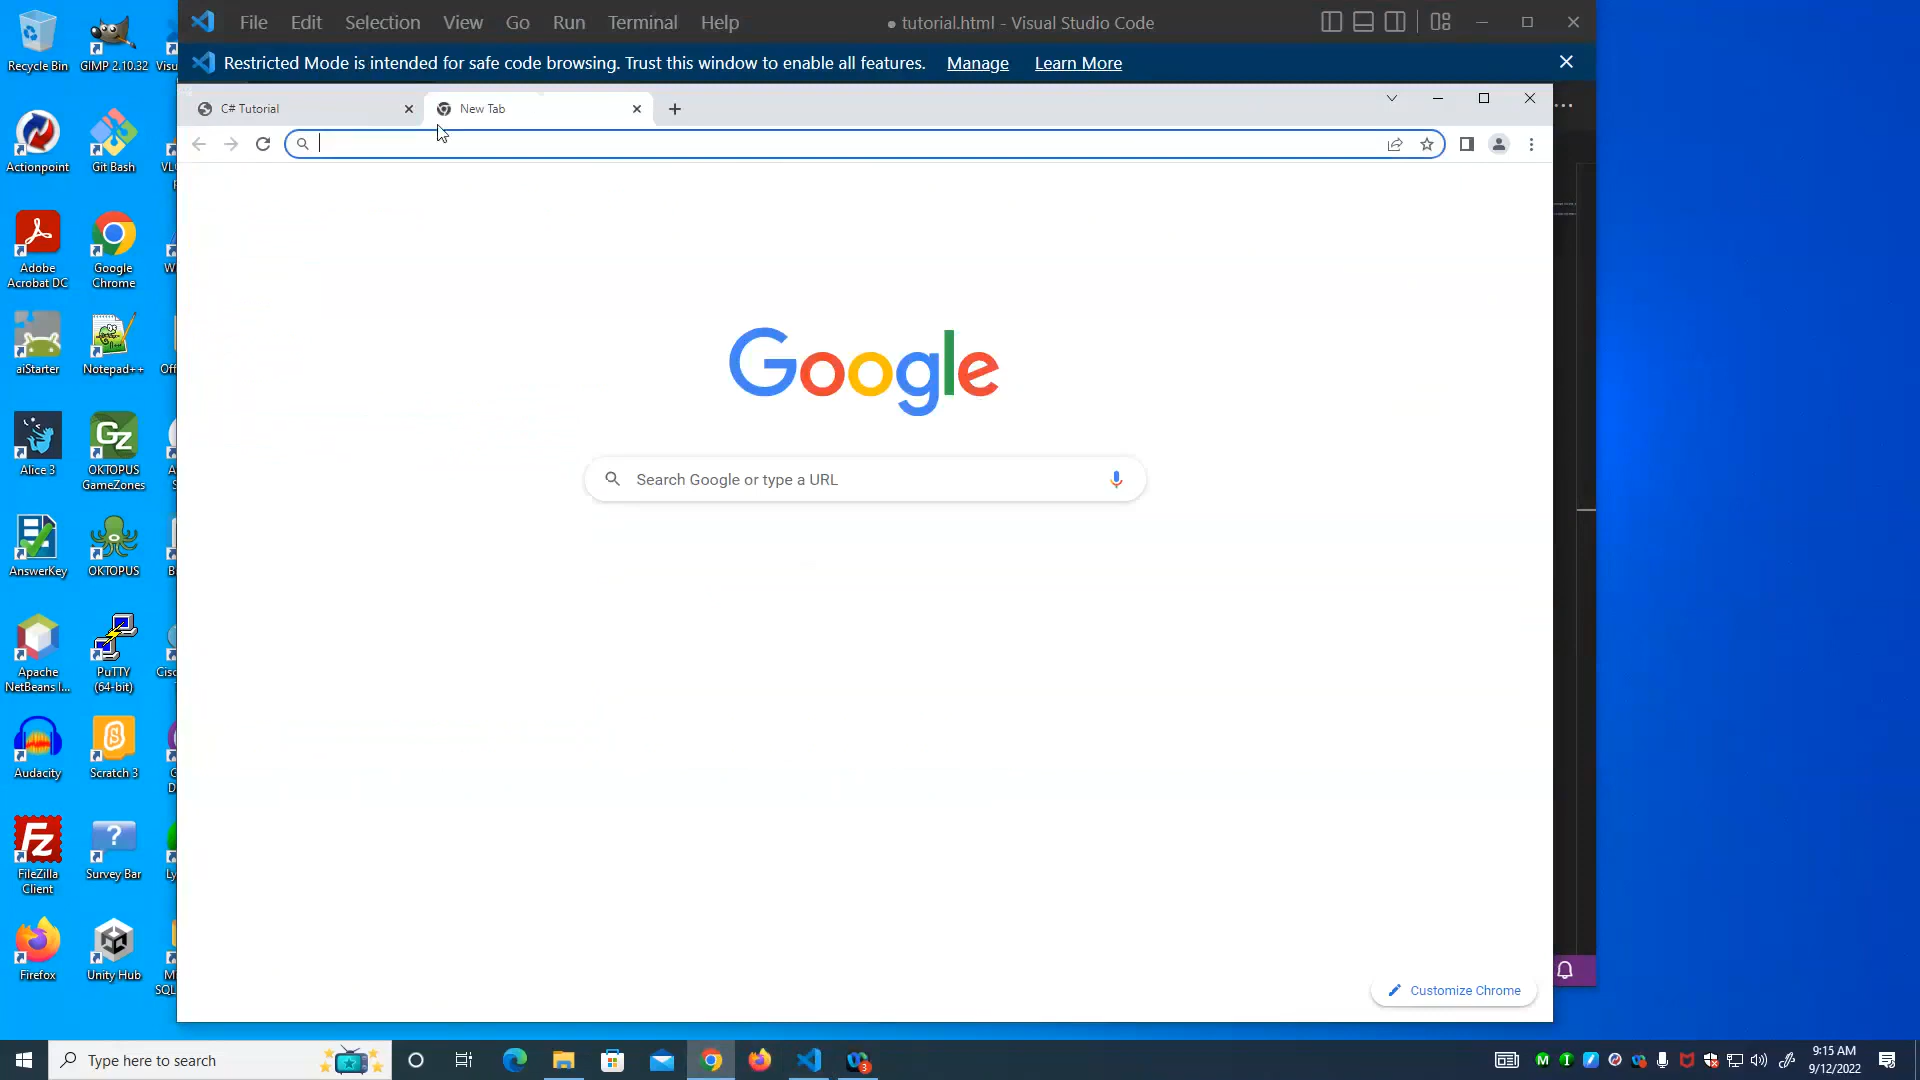 File Edit Selection View Go Run Terminal Help
● tutorial.html - Visual Studio Code
Restricted Mode is intended for safe code browsing. Trust this window to enable all features. Manage Learn More
C# Tutorial
New Tab
Google
Search Google or type a URL
Customize Chrome
Recycle Bin
GIMP 2.10.32
Actionpoint
Git Bash
Adobe
Acrobat DC
Google
Chrome
aiStarter
Notepad++
Alice 3
OKTOPUS
GameZones
AnswerKey
OKTOPUS
Apache
NetBeans I...
PuTTY
(64-bit)
Audacity
Scratch 3
FileZilla
Client
Survey Bar
Firefox
Unity Hub
Type here to search
3
9:15 AM
9/12/2022